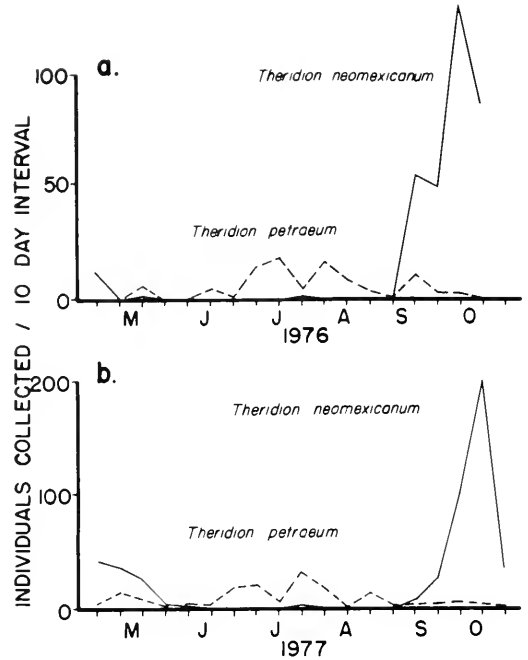 a.
Theridion neomexicanum
100
50
Theridion petraeum
0
M J J A S O
1976
INDIVIDUALS COLLECTED / 10 DAY INTERVAL
b.
200
Theridion neomexicanum
100
Theridion petraeum
0
M J J A S O
1977